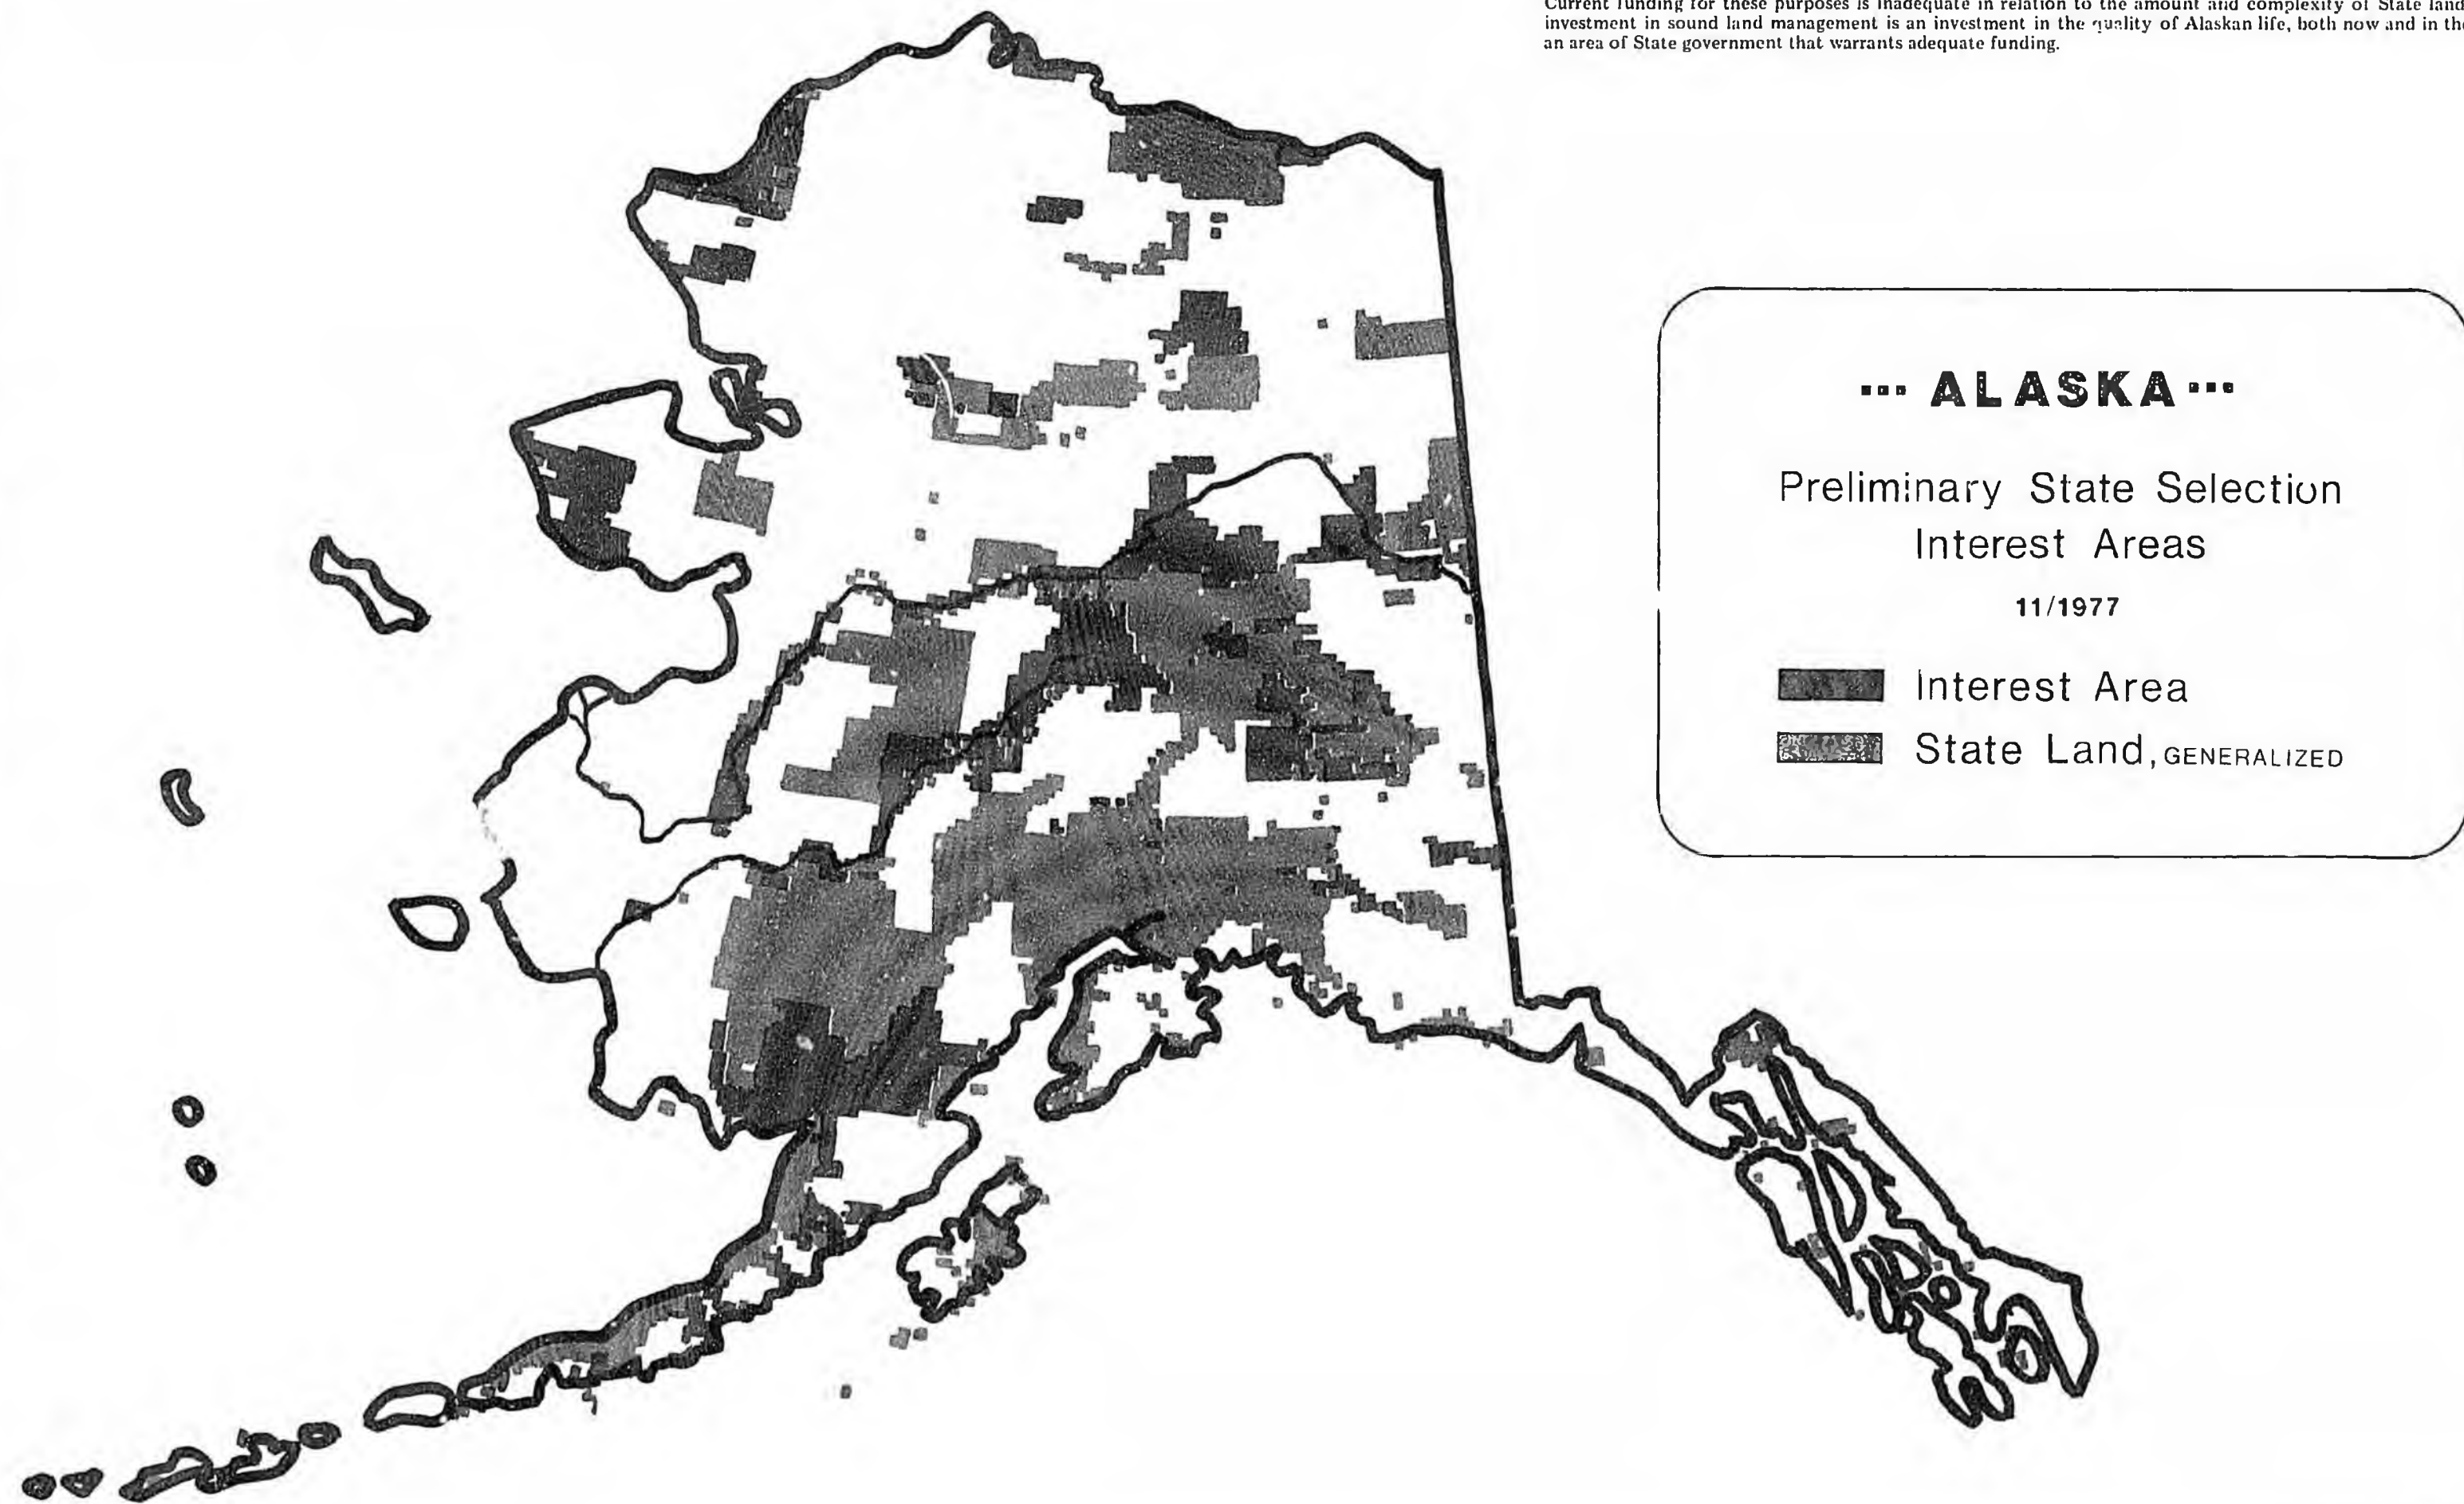 Current funding for these purposes is inadequate in relation to the amount and complexity of State land
investment in sound land management is an investment in the quality of Alaskan life, both now and in the
an area of State government that warrants adequate funding.
ALASKA
Preliminary State Selection
Interest Areas
11/1977
Interest Area
State Land, GENERALIZED